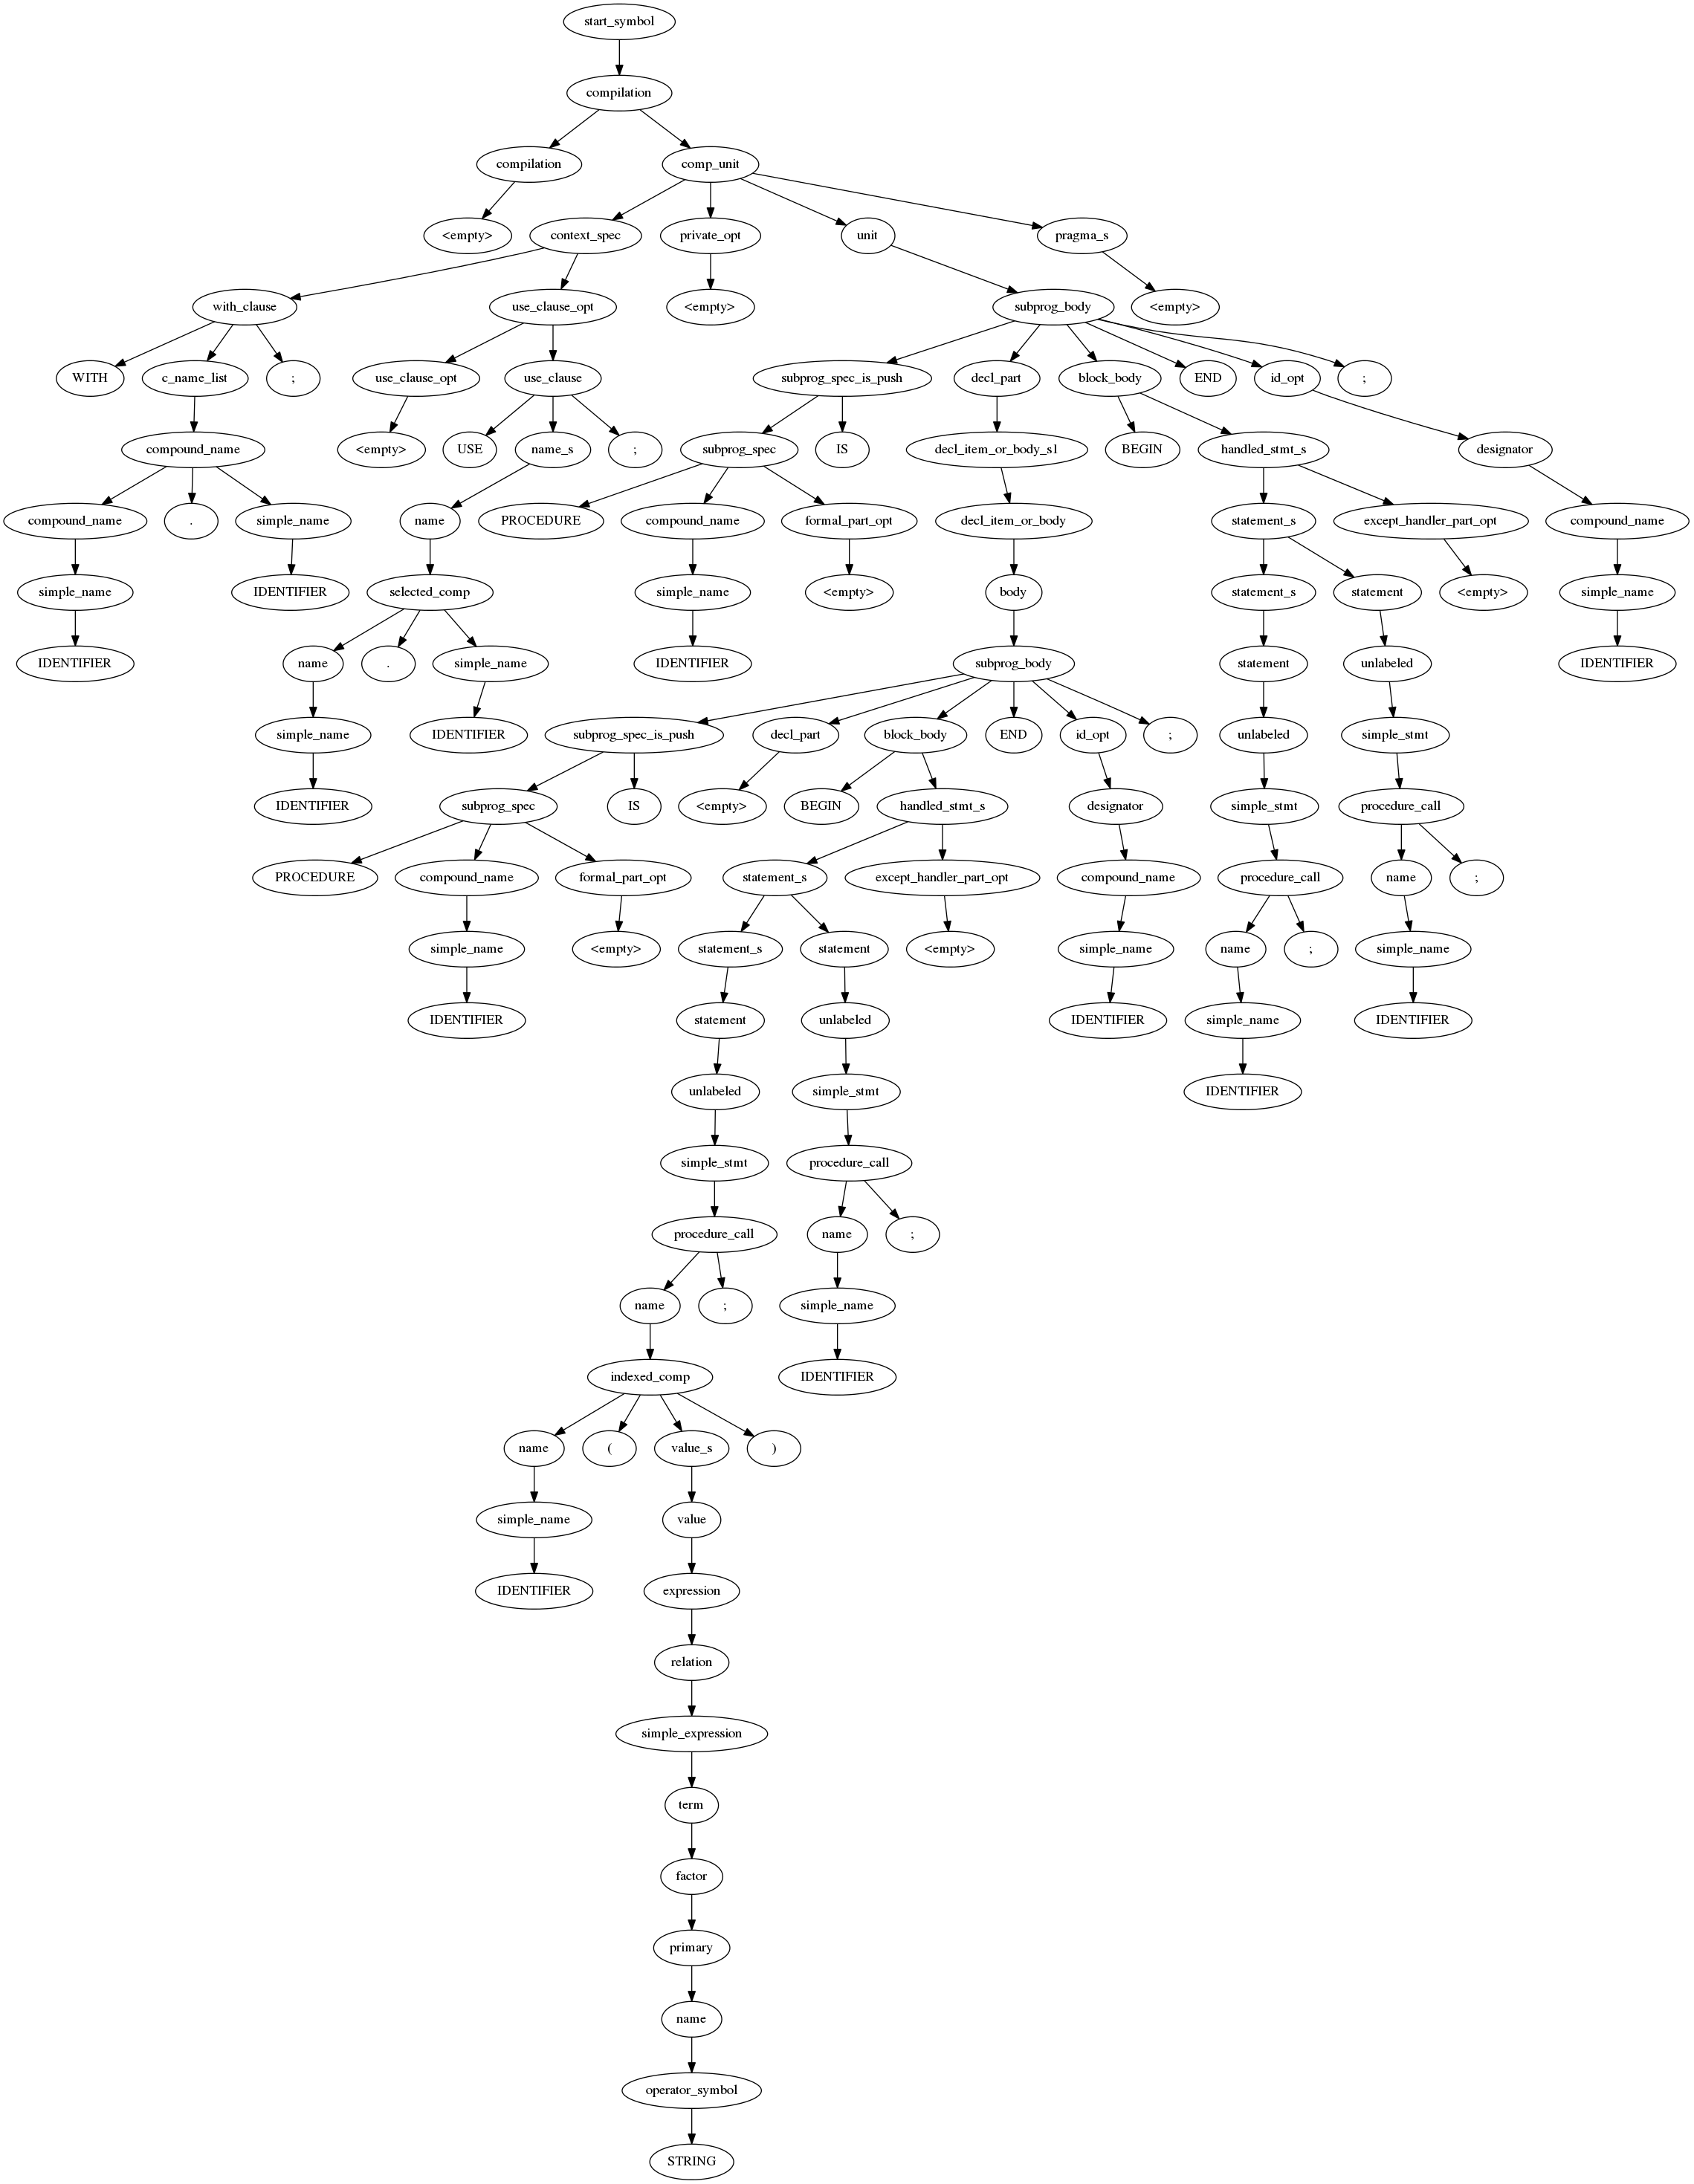 start_symbol
compilation
compilation comp_unit
<empty> context_spec private_opt unit pragma_s
with_clause use_clause_opt <empty> subprog_body <empty>
WITH c_name_list ; use_clause_opt use_clause subprog_spec_is_push decl_part block_body END id_opt ;
compound_name <empty> USE name_s ; subprog_spec IS decl_item_or_body_s1 BEGIN handled_stmt_s designator
compound_name . simple_name name PROCEDURE compound_name formal_part_opt decl_item_or_body statement_s except_handler_part_opt compound_name
simple_name IDENTIFIER selected_comp simple_name <empty> body statement_s statement <empty> simple_name
IDENTIFIER name . simple_name IDENTIFIER subprog_body statement unlabeled IDENTIFIER
simple_name IDENTIFIER subprog_spec_is_push decl_part block_body END id_opt ; unlabeled simple_stmt
IDENTIFIER subprog_spec IS <empty> BEGIN handled_stmt_s designator simple_stmt procedure_call
PROCEDURE compound_name formal_part_opt statement_s except_handler_part_opt compound_name procedure_call name ;
simple_name <empty> statement_s statement <empty> simple_name name ; simple_name
IDENTIFIER statement unlabeled IDENTIFIER simple_name IDENTIFIER
unlabeled simple_stmt IDENTIFIER
simple_stmt procedure_call
procedure_call name ;
name ; simple_name
indexed_comp IDENTIFIER
name ( value_s )
simple_name value
IDENTIFIER expression
relation
simple_expression
term
factor
primary
name
operator_symbol
STRING